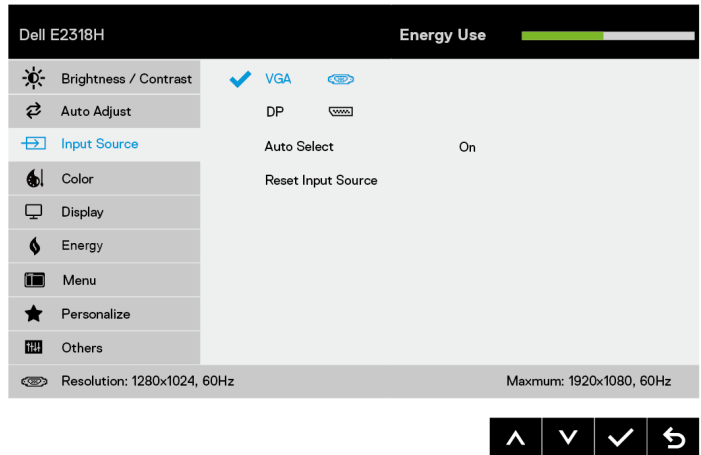 Dell E2318H Energy Use
Brightness / Contrast VGA
Auto Adjust DP
Input Source Auto Select On
Color Reset Input Source
Display
Energy
Menu
Personalize
Others
Resolution: 1280x1024, 60Hz Maxmum: 1920x1080, 60Hz